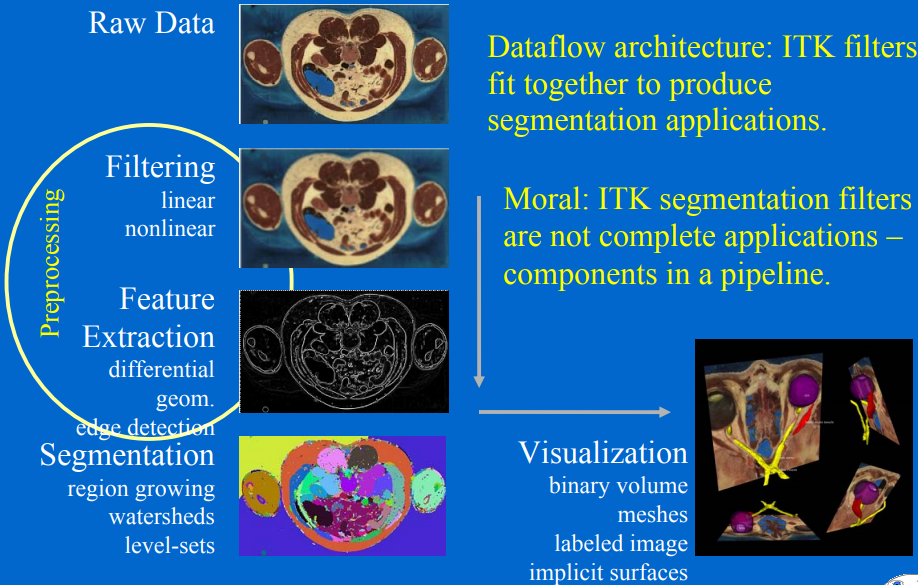 Raw Data
Dataflow architecture: ITK filters
fit together to produce
segmentation applications.
Preprocessing
Filtering
linear
nonlinear
Moral: ITK segmentation filters
are not complete applications –
components in a pipeline.
Feature
Extraction
differential
geom.
edge detection
Segmentation
region growing
watersheds
level-sets
Visualization
binary volume
meshes
labeled image
implicit surfaces